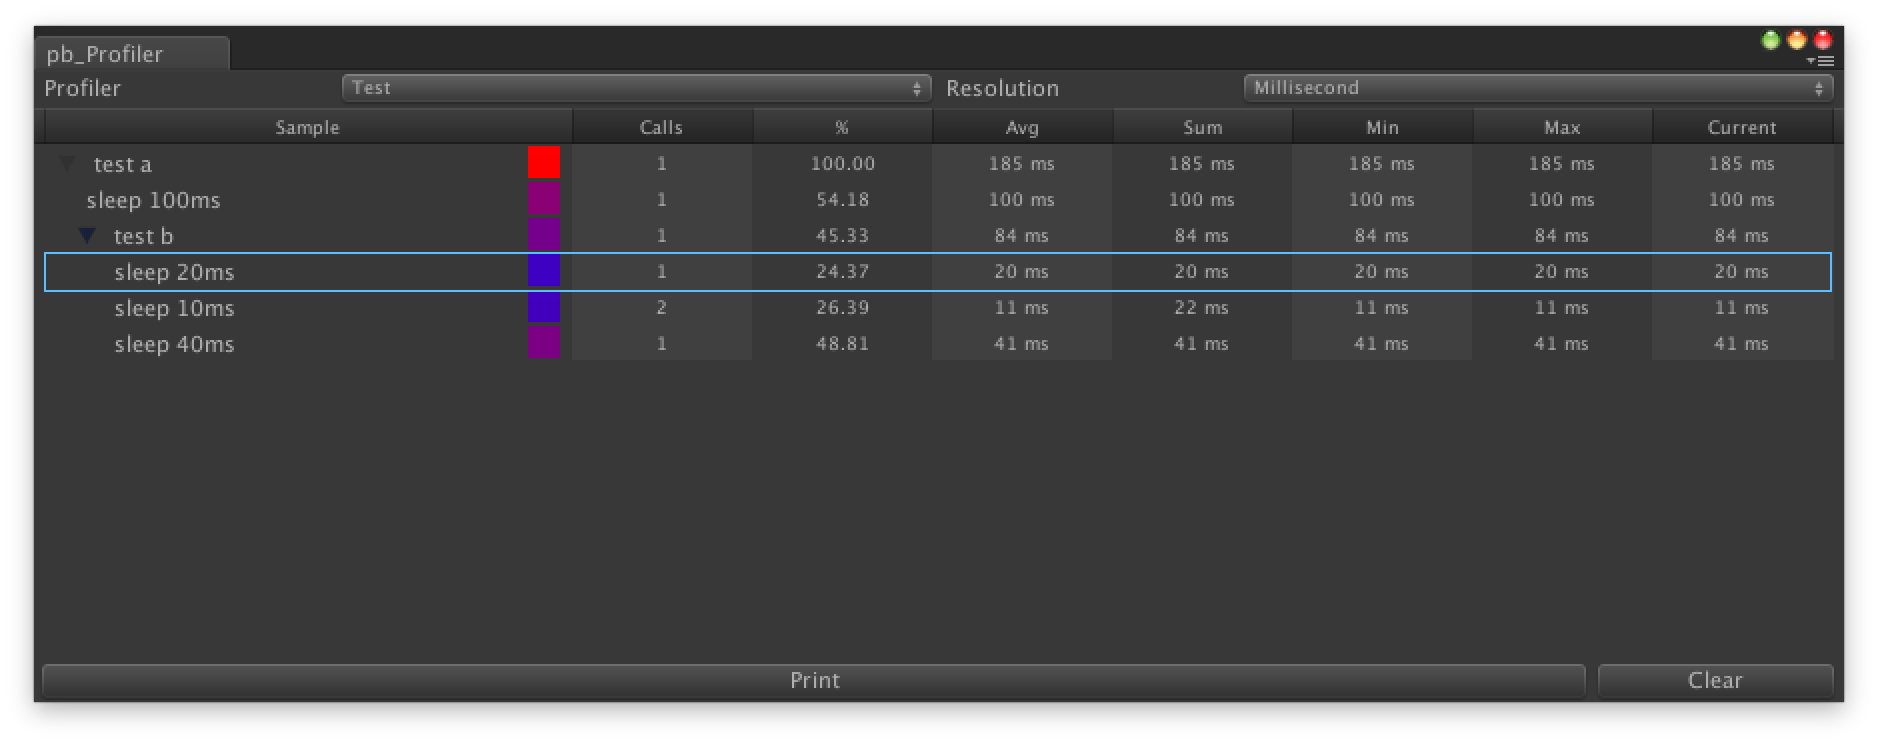 pb_Profiler
Profiler Test Resolution Millisecond
Sample Calls % Avg Sum Min Max Current
test a 1 100.00 185 ms 185 ms 185 ms 185 ms 185 ms
sleep 100ms 1 54.18 100 ms 100 ms 100 ms 100 ms 100 ms
test b 1 45.33 84 ms 84 ms 84 ms 84 ms 84 ms
sleep 20ms 1 24.37 20 ms 20 ms 20 ms 20 ms 20 ms
sleep 10ms 2 26.39 11 ms 22 ms 11 ms 11 ms 11 ms
sleep 40ms 1 48.81 41 ms 41 ms 41 ms 41 ms 41 ms
Print Clear